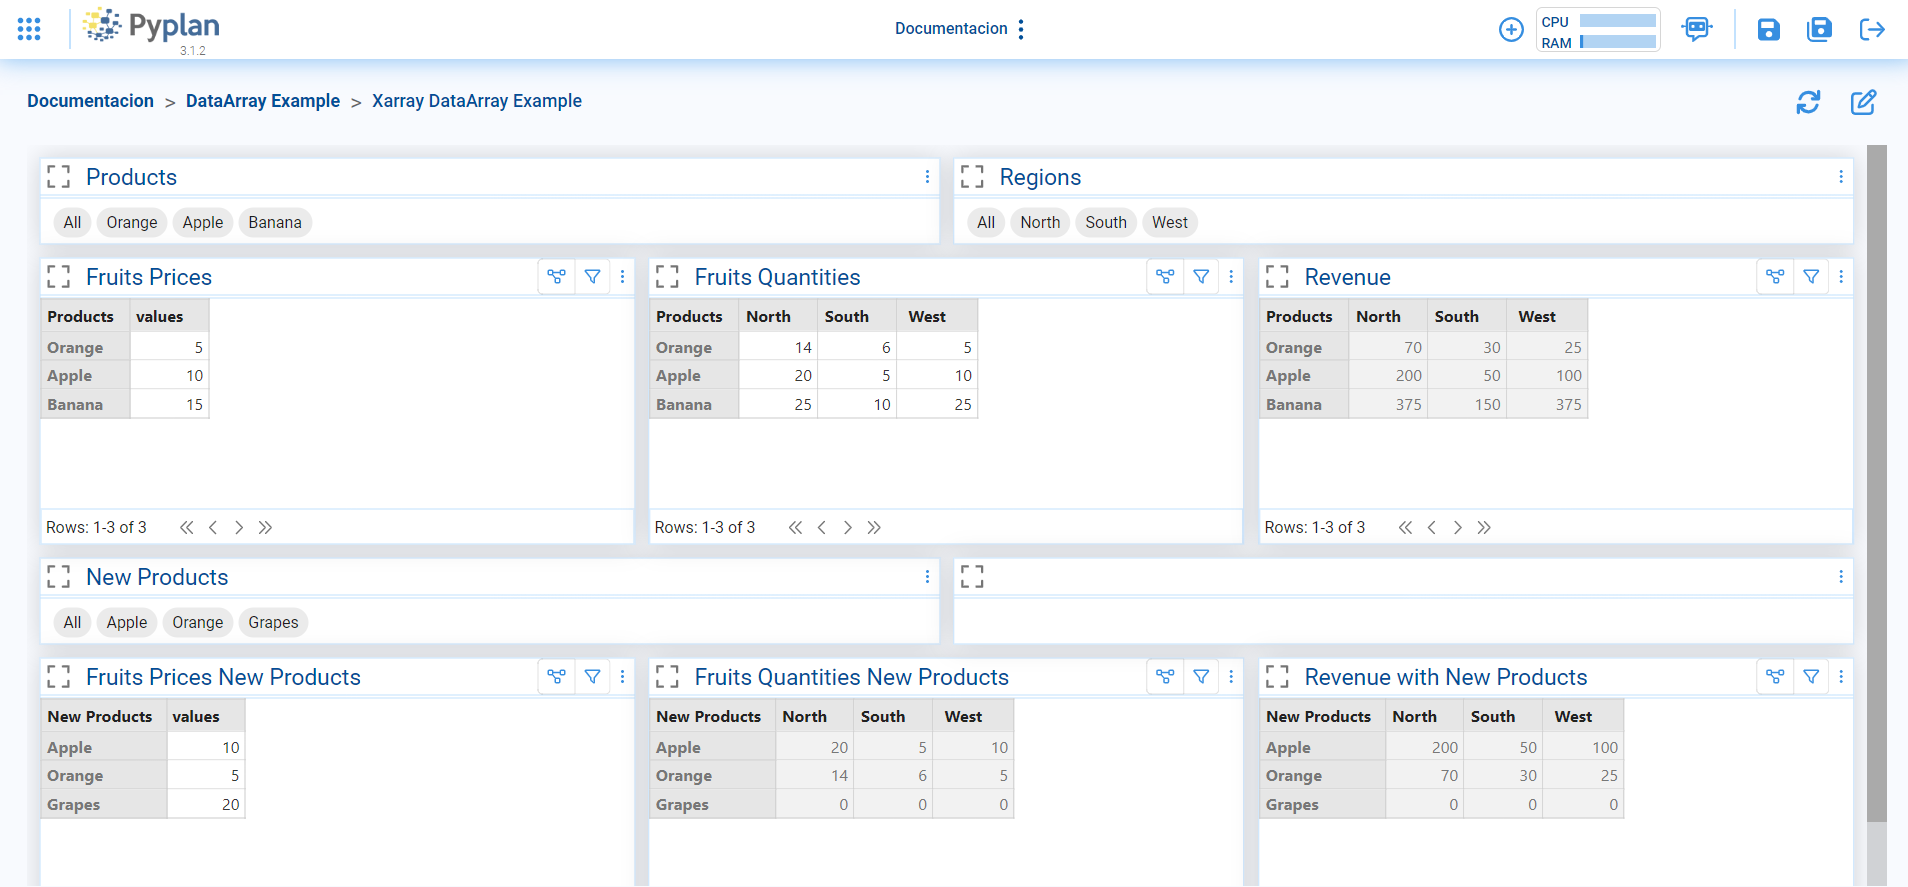 Pyplan
3.1.2
Documentacion
CPU
RAM
Documentacion > DataArray Example > Xarray DataArray Example
Products
All Orange Apple Banana
Regions
All North South West
Fruits Prices
Products values
Orange 5
Apple 10
Banana 15
Rows: 1-3 of 3
Fruits Quantities
Products North South West
Orange 14 6 5
Apple 20 5 10
Banana 25 10 25
Rows: 1-3 of 3
Revenue
Products North South West
Orange 70 30 25
Apple 200 50 100
Banana 375 150 375
Rows: 1-3 of 3
New Products
All Apple Orange Grapes
Fruits Prices New Products
New Products values
Apple 10
Orange 5
Grapes 20
Fruits Quantities New Products
New Products North South West
Apple 20 5 10
Orange 14 6 5
Grapes 0 0 0
Revenue with New Products
New Products North South West
Apple 200 50 100
Orange 70 30 25
Grapes 0 0 0